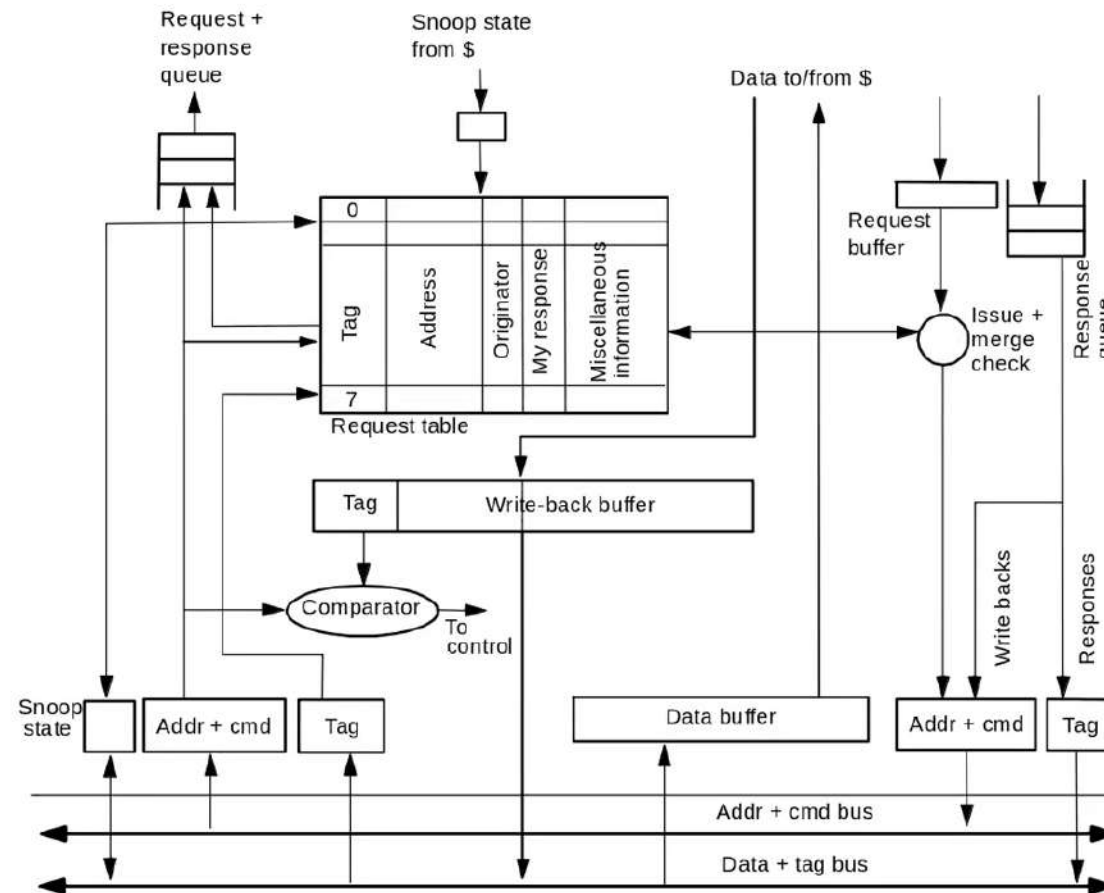 Request +
response
queue
Snoop state
from $
Data to/from $
Request
buffer
Response
queue
0
Tag
Address
Originator
My response
Miscellaneous
information
7
Request table
Issue +
merge
check
Tag
Write-back buffer
Comparator
To
control
Write backs
Responses
Snoop
state
Addr + cmd
Tag
Data buffer
Addr + cmd
Tag
Addr + cmd bus
Data + tag bus